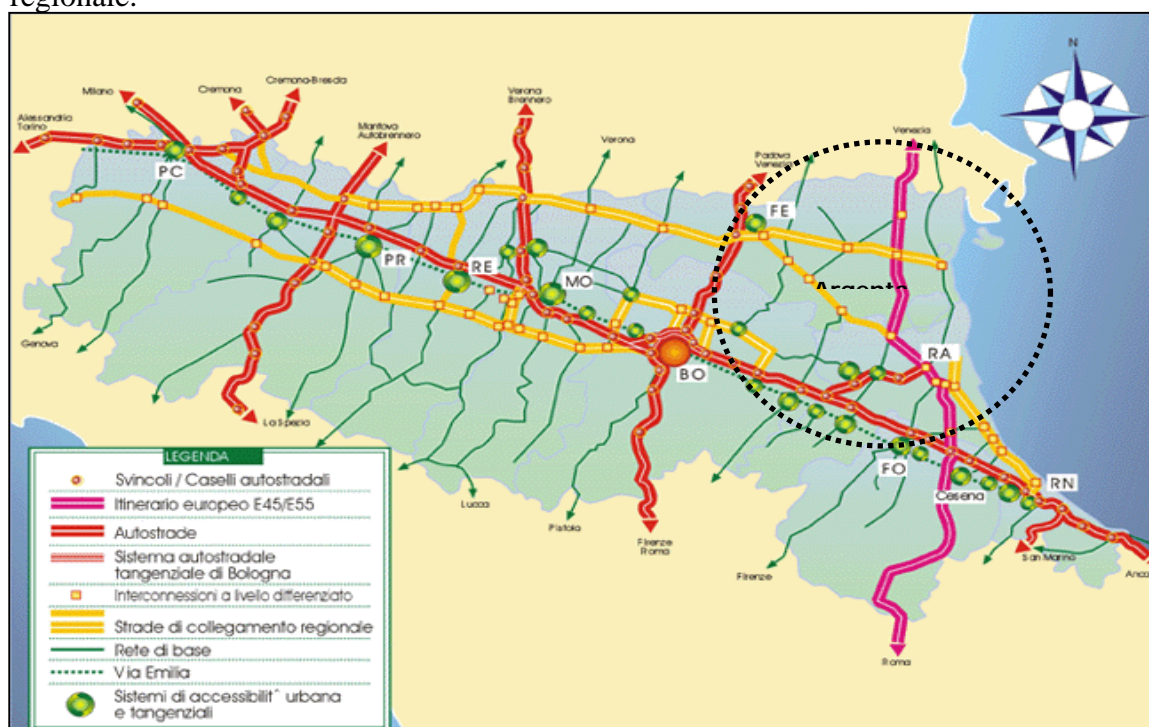 regionale.
N
Cremona-Brescia
Milano
Cremona
Verona
Brennero
Alessandria
Torino
Mantova
Autobrennero
Verona
Venezia
Padova
Venezia
PC
FE
PR
RE
MO
Argenta
Genova
BO
RA
La Spezia
FO
RN
Cesena
Lucca
Pistoia
Firenze
Roma
Firenze
San Marino
Anco
Roma
LEGENDA
Svincoli / Caselli autostradali
Itinerario europeo E45/E55
Autostrade
Sistema autostradale
tangenziale di Bologna
Interconnessioni a livello differenziato
Strade di collegamento regionale
Rete di base
Via Emilia
Sistemi di accessibilit^ urbana
e tangenziali